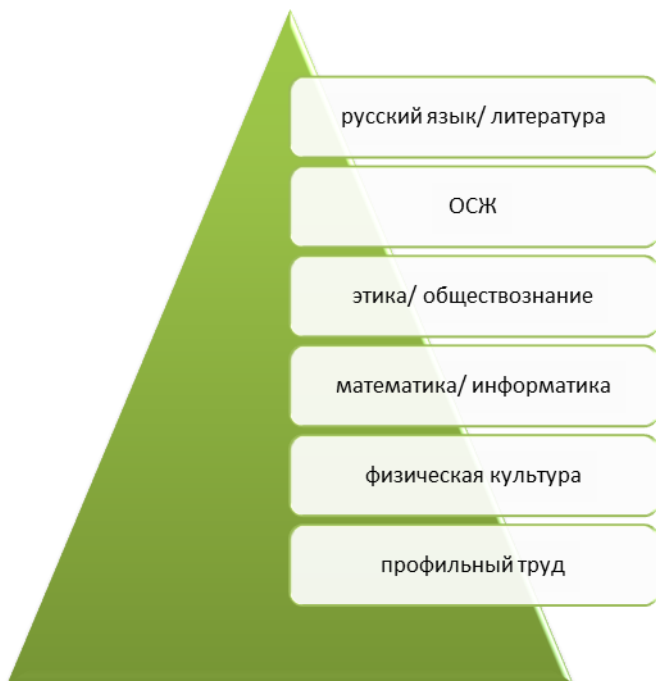 русский язык/ литература
ОСЖ
этика/ обществознание
математика/ информатика
физическая культура
профильный труд